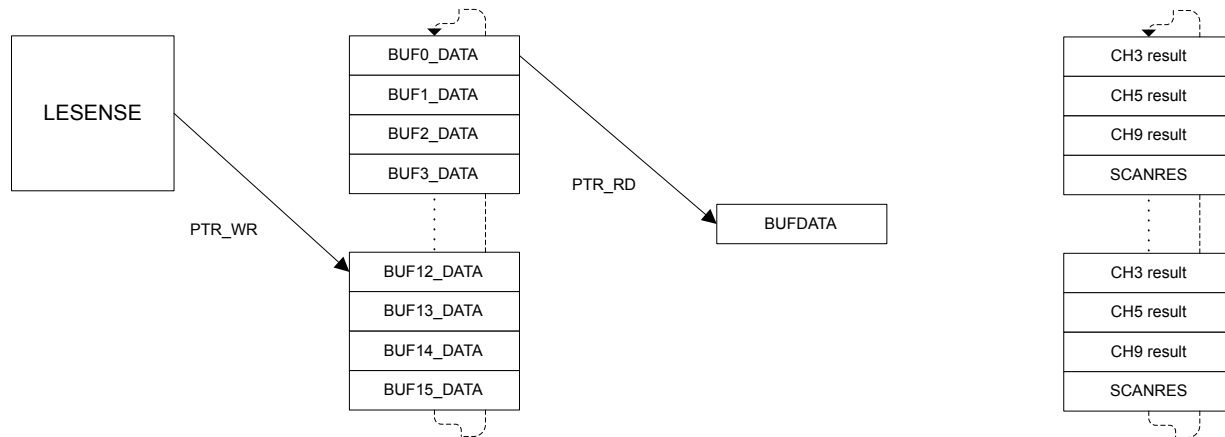 LESENSE
PTR_WR
BUF0_DATA
BUF1_DATA
BUF2_DATA
BUF3_DATA
BUF12_DATA
BUF13_DATA
BUF14_DATA
BUF15_DATA
PTR_RD
BUFDATA
CH3 result
CH5 result
CH9 result
SCANRES
CH3 result
CH5 result
CH9 result
SCANRES